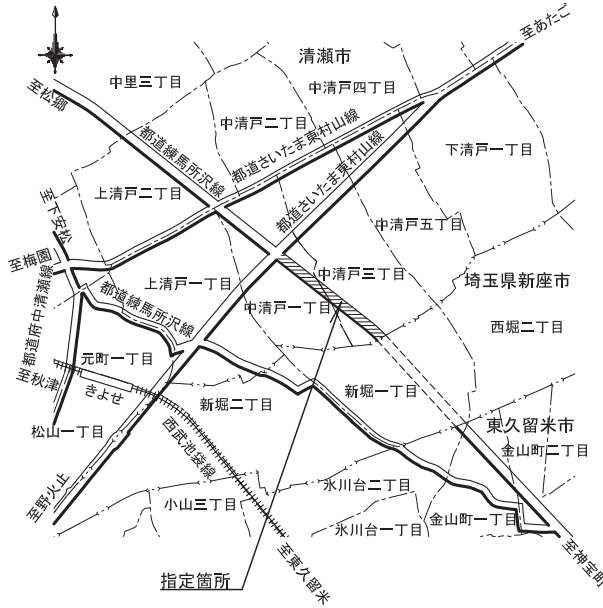 至あたご
清瀬市
中里三丁目
中清戸四丁目
至松郷
中清戸二丁目
都道練馬所沢線
都道さいたま東村山線
下清戸一丁目
上清戸二丁目
都道さいたま東村山線
至下安松
中清戸五丁目
至梅園
中清戸三丁目
上清戸一丁目
埼玉県新座市
都道練馬所沢線
中清戸一丁目
都道府中清瀬線
西堀二丁目
元町一丁目
至秋津
きよせ
新堀一丁目
新堀二丁目
松山一丁目
東久留米市
金山町二丁目
西武池袋線
氷川台二丁目
至野火止
小山三丁目
金山町一丁目
氷川台一丁目
至神宝町
至東久留米
指定箇所